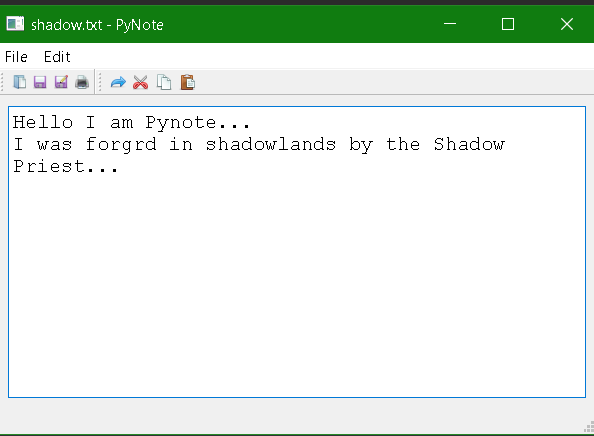 shadow.txt - PyNote
File Edit
Hello I am Pynote...
I was forgrd in shadowlands by the Shadow
Priest...